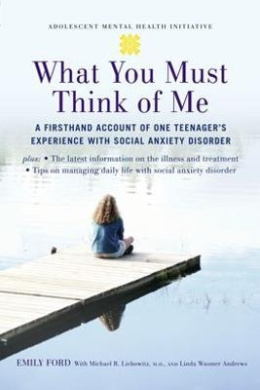 ADOLESCENT MENTAL HEALTH INITIATIVE
What You Must
Think of Me
A FIRSTHAND ACCOUNT OF ONE TEENAGER'S
EXPERIENCE WITH SOCIAL ANXIETY DISORDER
plus: • The latest information on the illness and treatment
• Tips on managing daily life with social anxiety disorder
EMILY FORD With Michael R. Liebowitz, M.D., AND Linda Wasmer Andrews